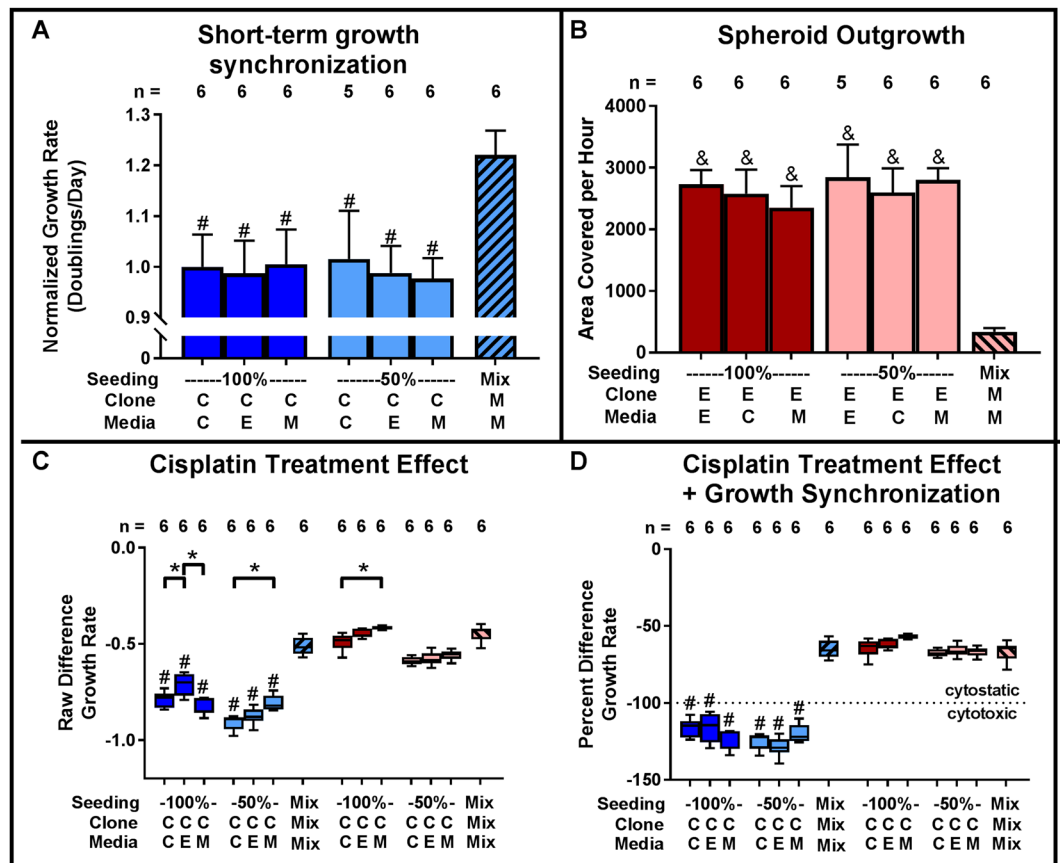 A
Short-term growth
synchronization
n = 6 6 6 5 6 6 6
Normalized Growth Rate
(Doublings/Day)
1.3
1.2
1.1
1.0
0.9
0
# # # # # #
Seeding ------100%------ ------50%------ Mix
Clone C C C C C C M
Media C E M C E M M
B
Spheroid Outgrowth
n = 6 6 6 5 6 6 6
Area Covered per Hour
4000
3000
2000
1000
0
& & & & & &
Seeding ------100%------ ------50%------ Mix
Clone E E E E E E M
Media E C M E C M M
C
Cisplatin Treatment Effect
n = 6 6 6 6 6 6 6 6 6 6 6 6 6 6
Raw Difference
Growth Rate
0.0
-0.5
-1.0
* * * *
# # # # # #
Seeding -100%- -50%- Mix -100%- -50%- Mix
Clone C C C C C C Mix C C C C C C Mix
Media C E M C E M Mix C E M C E M Mix
D
Cisplatin Treatment Effect
+ Growth Synchronization
n = 6 6 6 6 6 6 6 6 6 6 6 6 6 6
Percent Difference
Growth Rate
0
-50
-100
-150
cytostatic
cytotoxic
# # # # # #
Seeding -100%- -50%- Mix -100%- -50%- Mix
Clone C C C C C C Mix C C C C C C Mix
Media C E M C E M Mix C E M C E M Mix